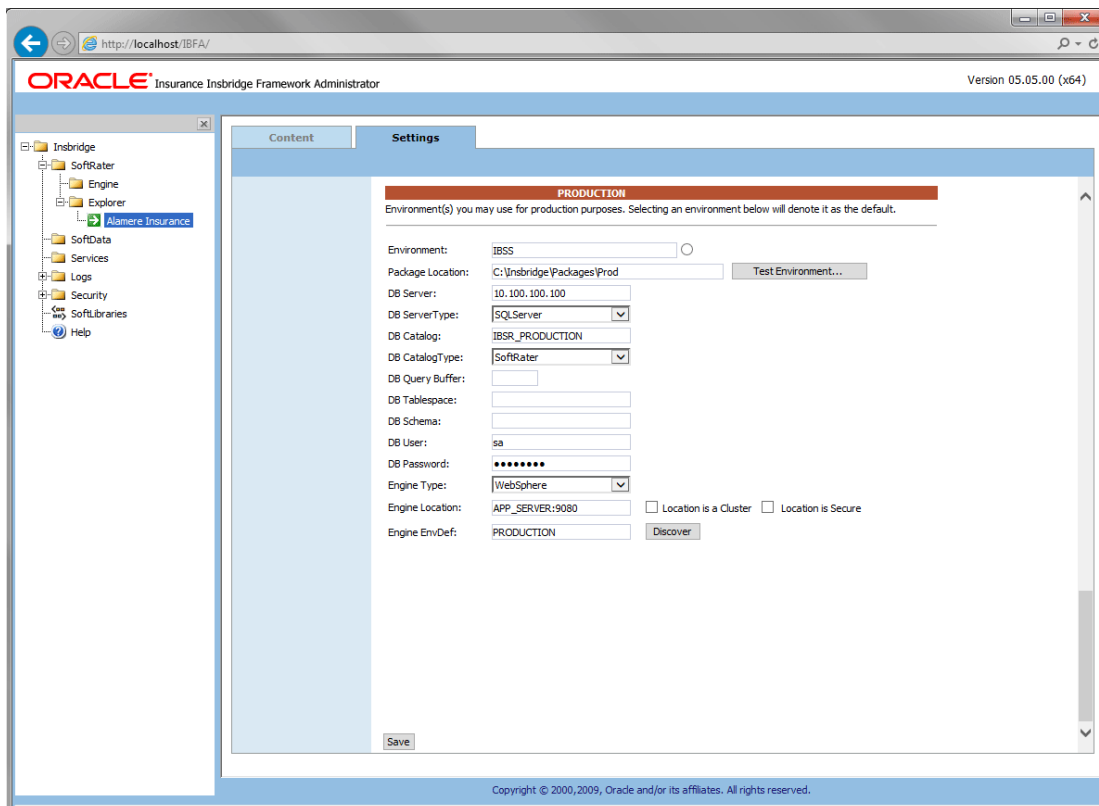 http://localhost/IBFA/
ORACLE® Insurance Insbridge Framework Administrator
Version 05.05.00 (x64)
Insbridge
SoftRater
Engine
Explorer
Alamere Insurance
SoftData
Services
Logs
Security
SoftLibraries
Help
Content
Settings
PRODUCTION
Environment(s) you may use for production purposes. Selecting an environment below will denote it as the default.
Environment: IBSS
Package Location: C:\Insbridge\Packages\Prod Test Environment...
DB Server: 10.100.100.100
DB ServerType: SQLServer
DB Catalog: IBSR_PRODUCTION
DB CatalogType: SoftRater
DB Query Buffer:
DB Tablespace:
DB Schema:
DB User: sa
DB Password: ••••••••
Engine Type: WebSphere
Engine Location: APP_SERVER:9080 Location is a Cluster Location is Secure
Engine EnvDef: PRODUCTION Discover
Save
Copyright © 2000,2009, Oracle and/or its affiliates. All rights reserved.